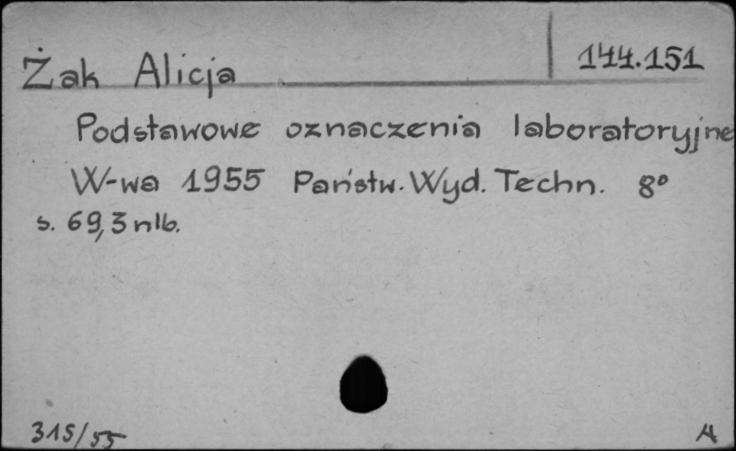 Żak Alicja 144.151
Podstawowe oznaczenia laboratoryjne
W-wa 1955 Państw. Wyd. Techn. 8°
s. 69, 3 nlb.
315/55